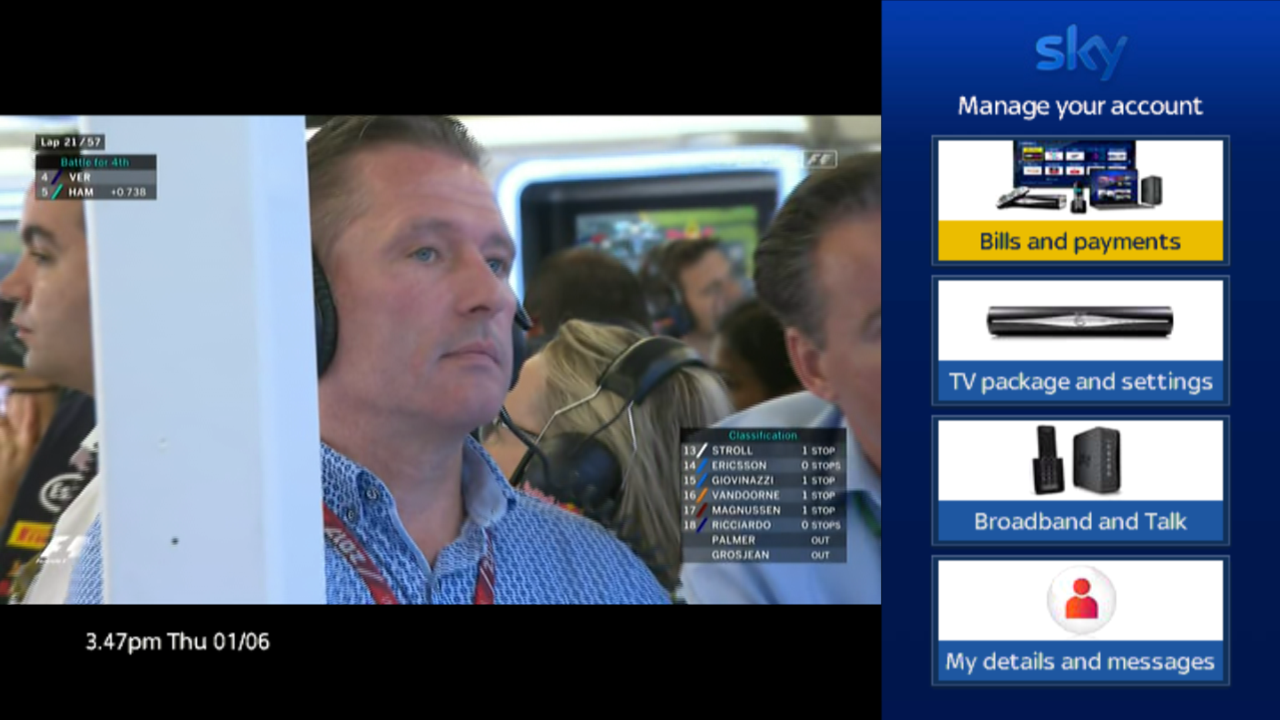 Lap 21/57
Battle for 4th
4 VER
5 HAM +0.738
F1
2017
F1
Classification
13 STROLL 1 STOP
14 ERICSSON 0 STOPS
15 GIOVINAZZI 1 STOP
16 VANDOORNE 1 STOP
17 MAGNUSSEN 1 STOP
18 RICCIARDO 0 STOPS
PALMER OUT
GROSJEAN OUT
3.47pm Thu 01/06
sky
Manage your account
Bills and payments
TV package and settings
Broadband and Talk
My details and messages